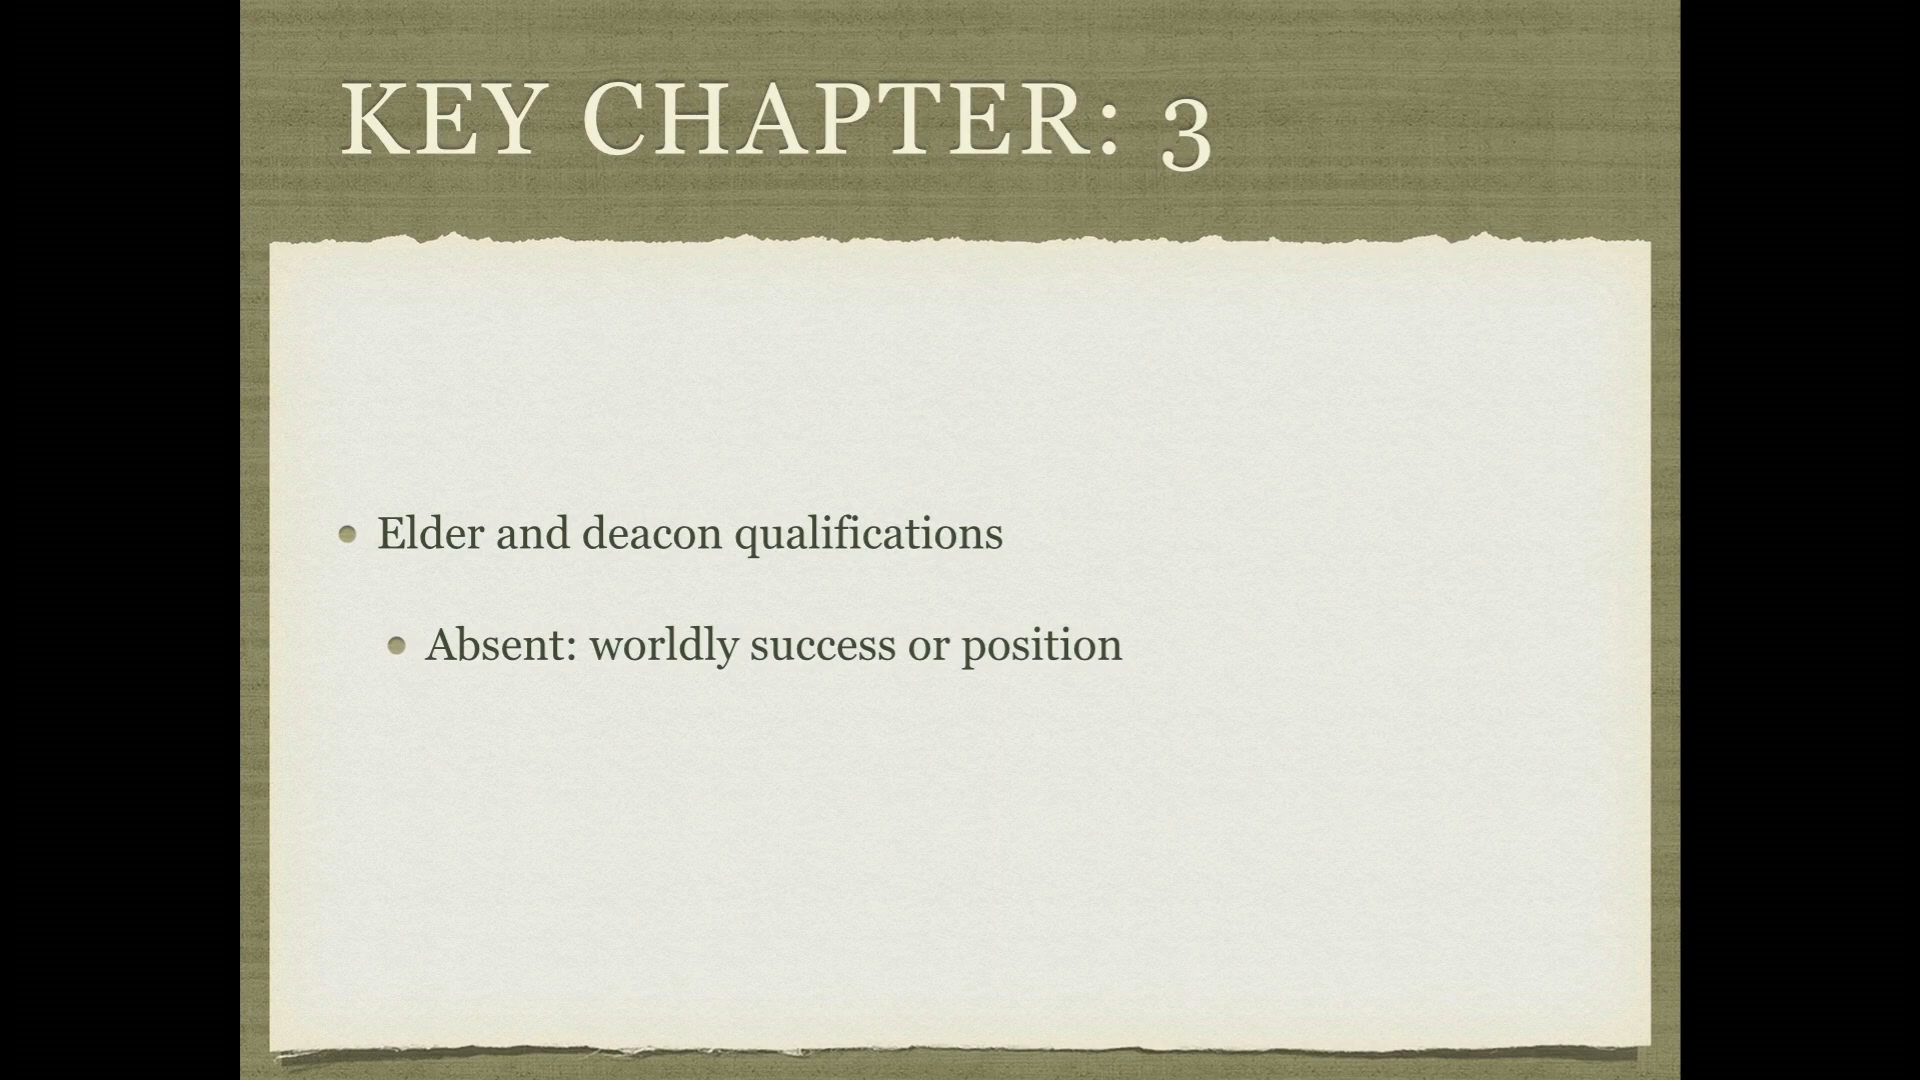 KEY CHAPTER: 3
Elder and deacon qualifications
Absent: worldly success or position